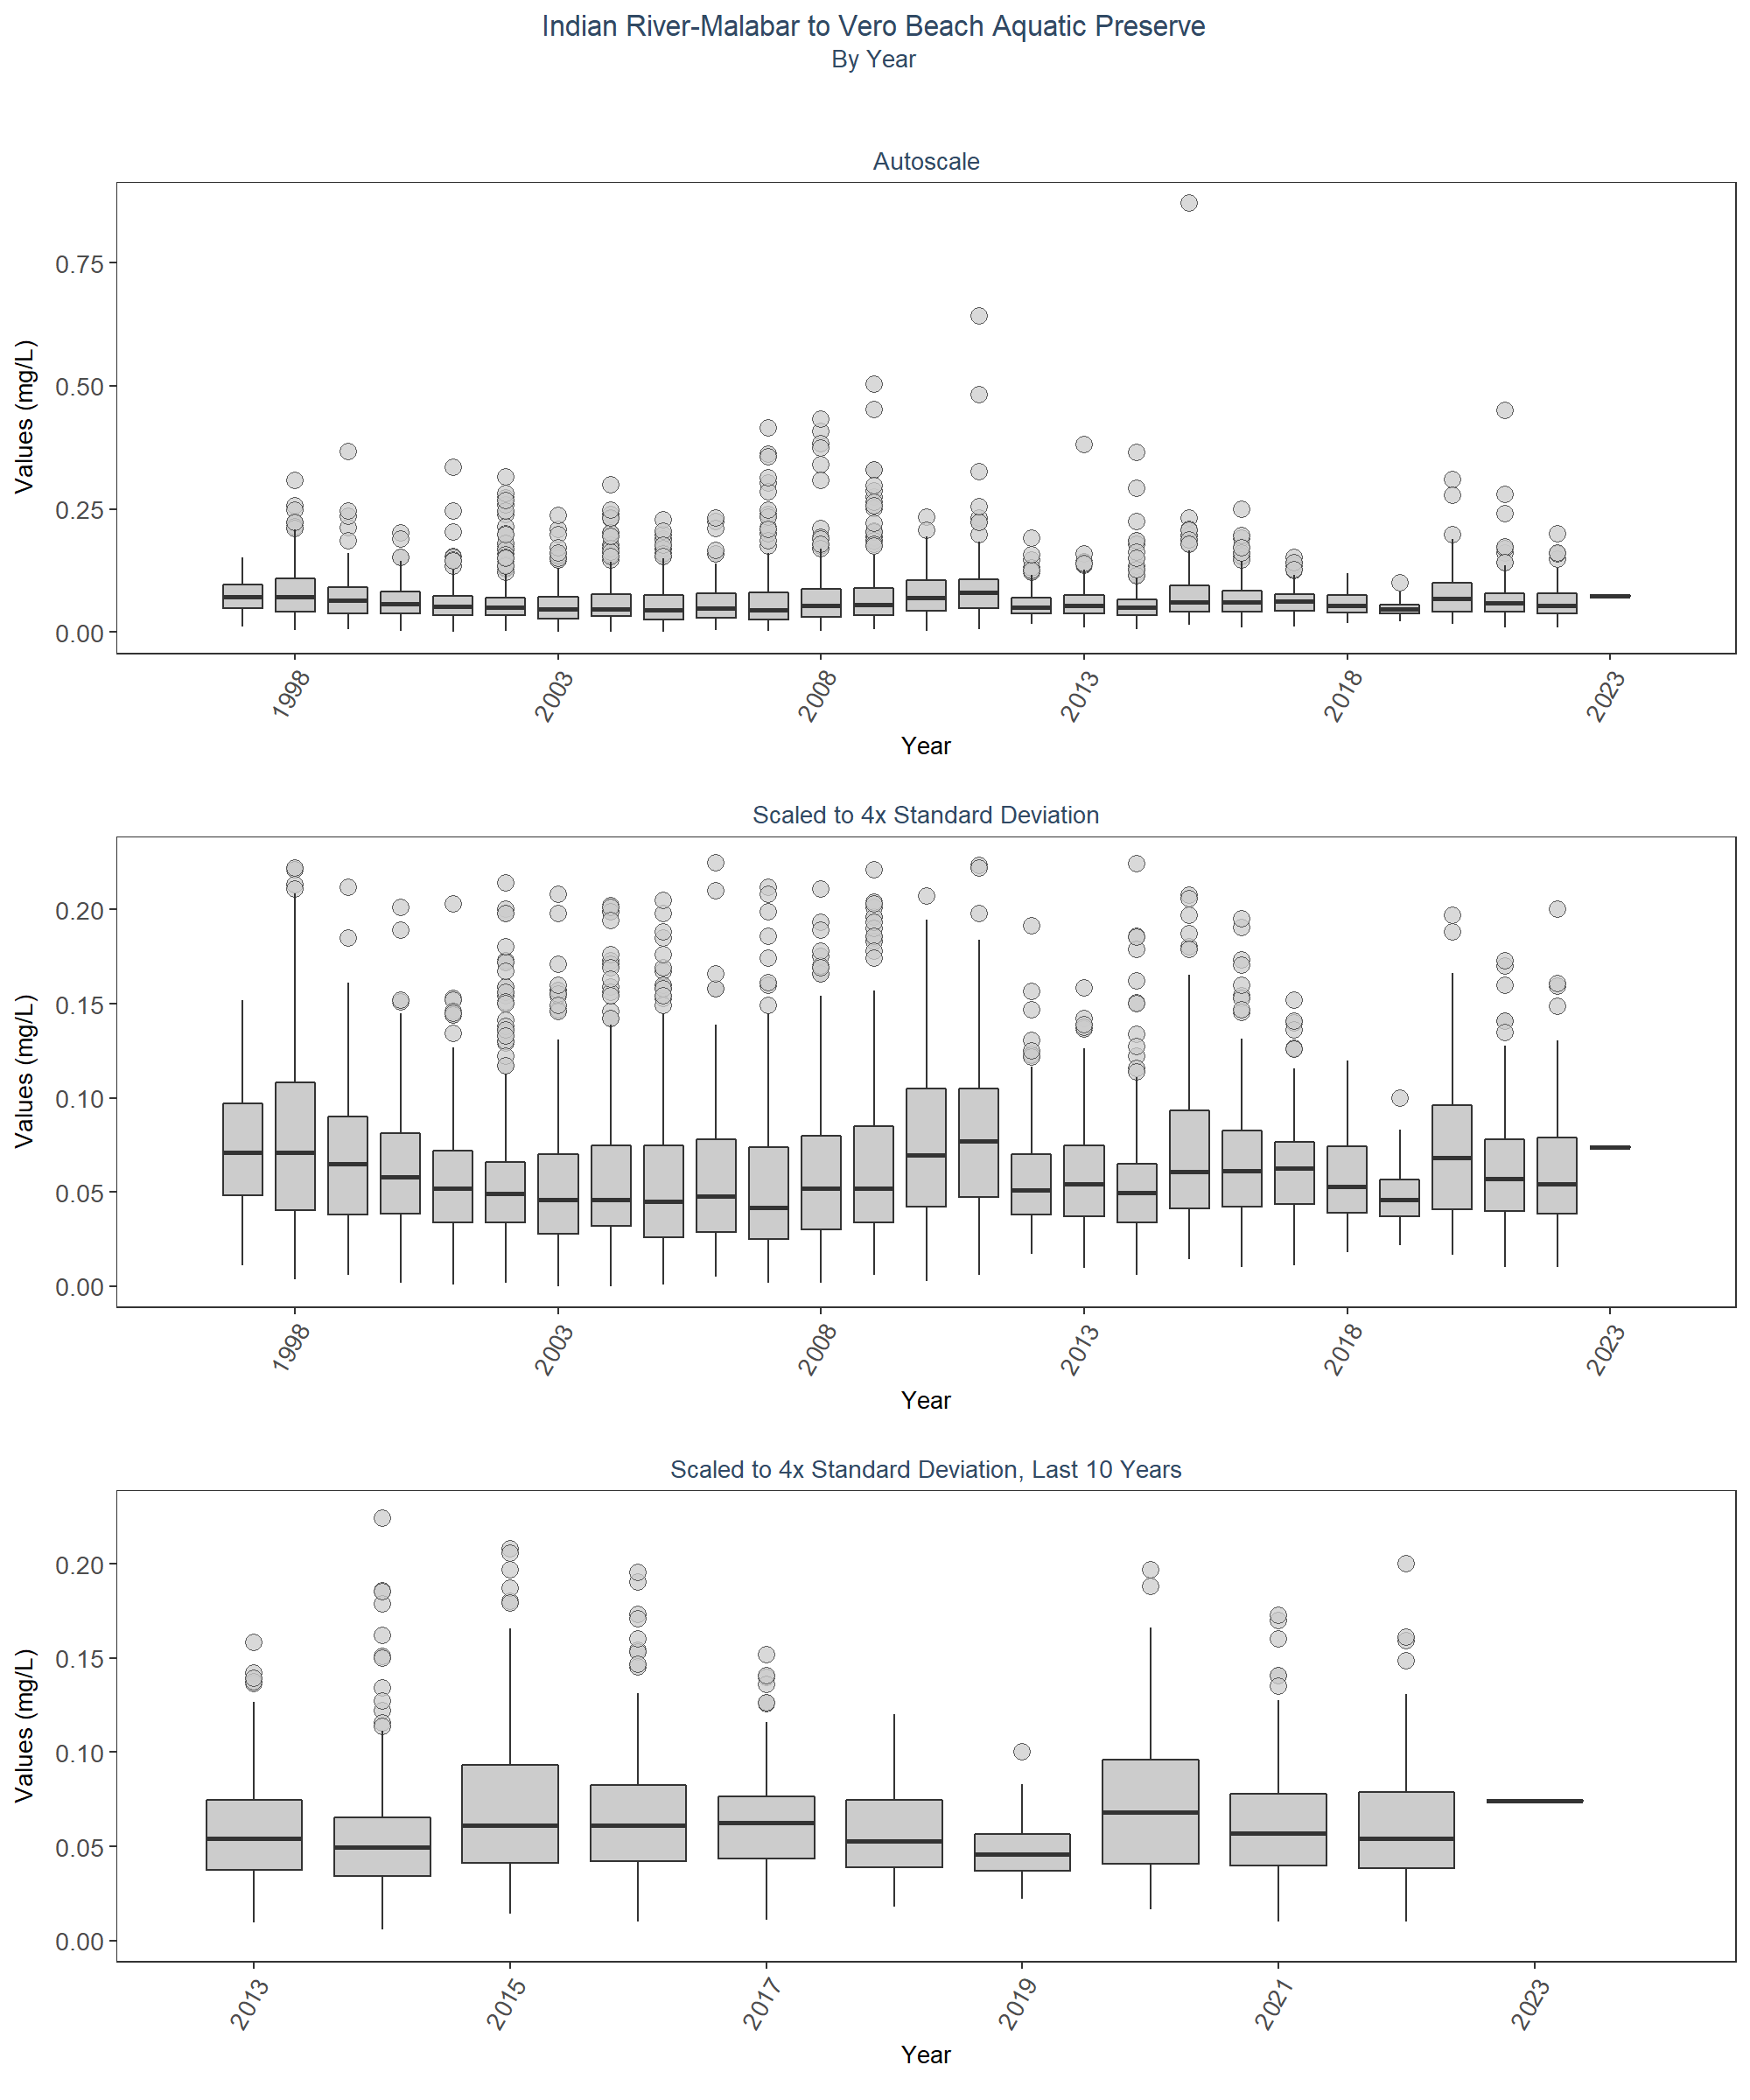 Indian River-Malabar to Vero Beach Aquatic Preserve
By Year
Autoscale
Values (mg/L)
0.75
0.50
0.25
0.00
1998
2003
2008
2013
2018
2023
Year
Scaled to 4x Standard Deviation
Values (mg/L)
0.20
0.15
0.10
0.05
0.00
1998
2003
2008
2013
2018
2023
Year
Scaled to 4x Standard Deviation, Last 10 Years
Values (mg/L)
0.20
0.15
0.10
0.05
0.00
2013
2015
2017
2019
2021
2023
Year